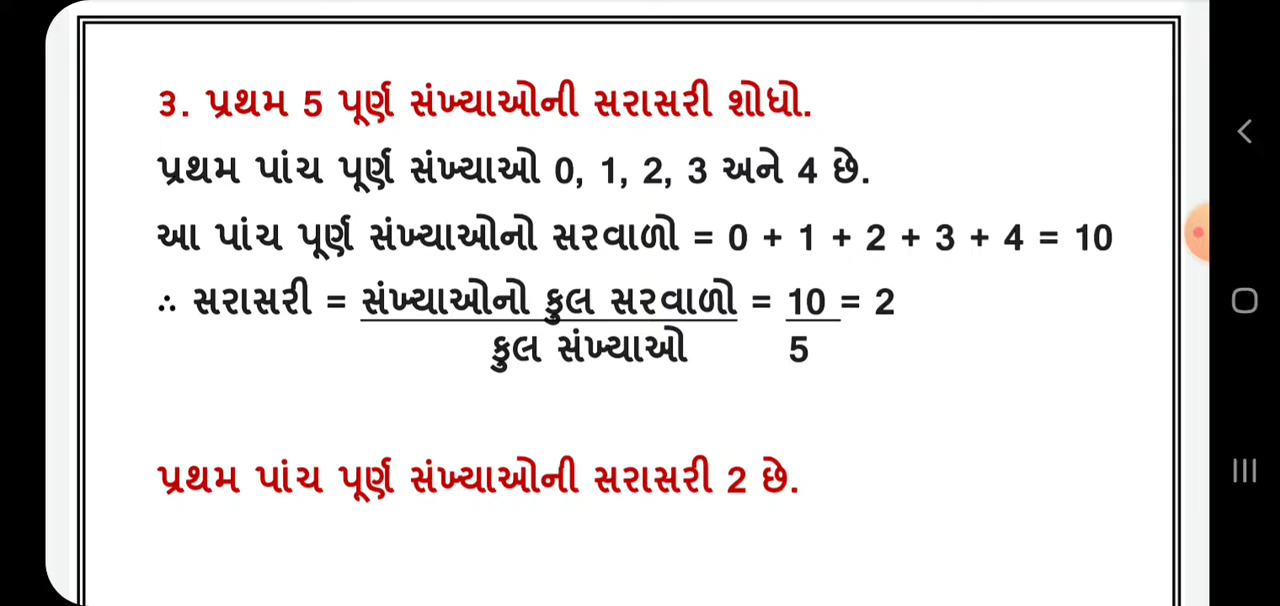 ૩. પ્રથમ 5 પૂર્ણ સંખ્યાઓની સરાસરી શોધો.
પ્રથમ પાંચ પૂર્ણ સંખ્યાઓ 0, 1, 2, 3 અને 4 છે.
આ પાંચ પૂર્ણ સંખ્યાઓનો સરવાળો = 0 + 1 + 2 + 3 + 4 = 10
∴ સરાસરી = સંખ્યાઓનો કુલ સરવાળો = 10 = 2
કુલ સંખ્યાઓ 5
પ્રથમ પાંચ પૂર્ણ સંખ્યાઓની સરાસરી 2 છે.